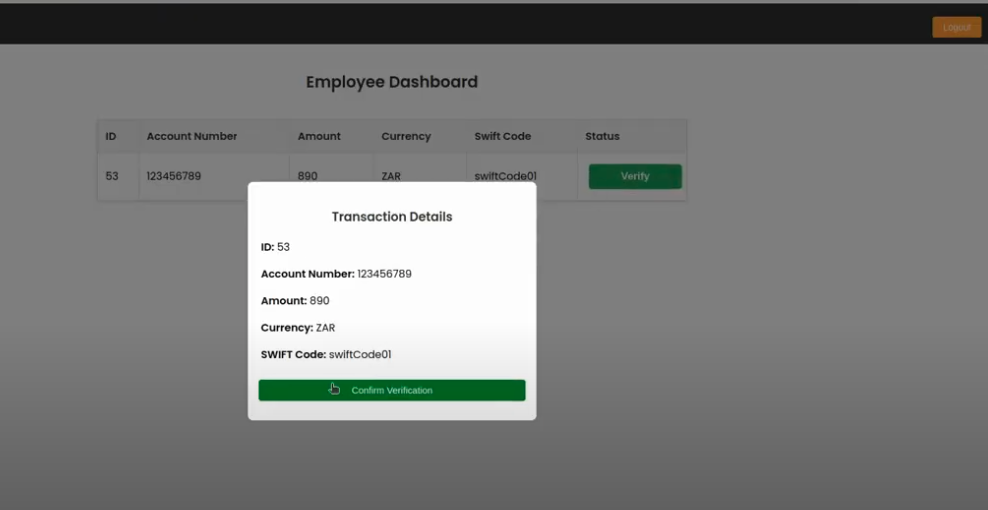 Logout
Employee Dashboard
ID Account Number Amount Currency Swift Code Status
53 123456789 890 ZAR swiftCode01 Verify
Transaction Details
ID: 53
Account Number: 123456789
Amount: 890
Currency: ZAR
SWIFT Code: swiftCode01
Confirm Verification